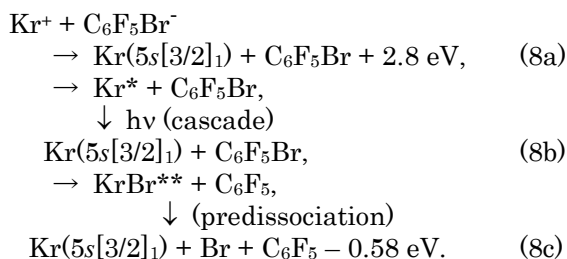 Kr⁺ + C₆F₅Br⁻
→ Kr(5s[3/2]₁) + C₆F₅Br + 2.8 eV, (8a)
→ Kr* + C₆F₅Br,
↓ hν (cascade)
Kr(5s[3/2]₁) + C₆F₅Br, (8b)
→ KrBr** + C₆F₅,
↓ (predissociation)
Kr(5s[3/2]₁) + Br + C₆F₅ – 0.58 eV. (8c)